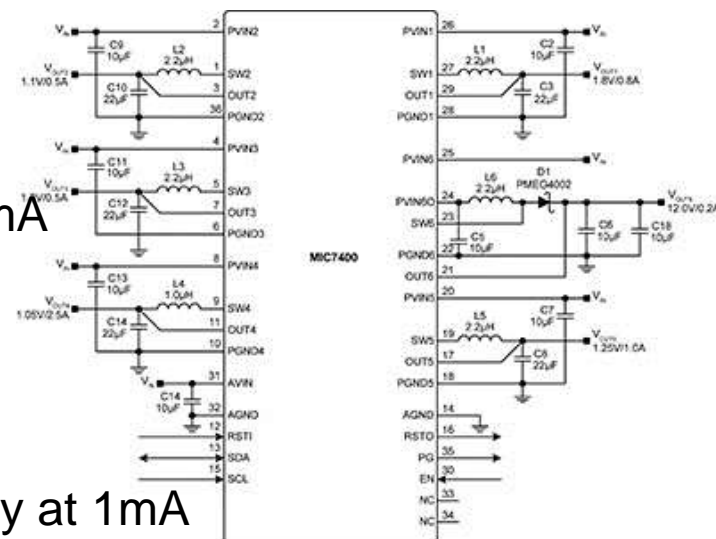 2
PVIN2
V_IN
C9
10µF
L2
2.2µH
V_OUT2
1.1V/0.5A
1
SW2
C10
22µF
3
OUT2
36
PGND2
4
PVIN3
V_IN
C11
10µF
L3
2.2µH
5
SW3
C12
22µF
7
OUT3
6
PGND3
mA
8
PVIN4
V_IN
C13
10µF
L4
1.0µH
V_OUT4
1.05V/2.5A
9
SW4
C14
22µF
11
OUT4
10
PGND4
V_IN
31
AVIN
C14
10µF
32
AGND
12
RSTI
13
SDA
15
SCL
y at 1mA
MIC7400
PVIN1
26
V_IN
C2
10µF
SW1
27
L1
2.2µH
V_OUT1
1.8V/0.8A
OUT1
29
C3
22µF
PGND1
28
PVIN6
25
V_IN
PVIN6O
24
L6
2.2µH
D1
PMEG4002
V_OUT6
12.0V/0.2A
SW6
23
C5
10µF
C6
10µF
C18
10µF
PGND6
22
OUT6
21
PVIN5
20
V_IN
C7
10µF
SW5
19
L5
2.2µH
1.25V/1.0A
OUT5
17
C8
22µF
PGND5
18
AGND
14
RSTO
16
PG
35
EN
30
NC
33
NC
34